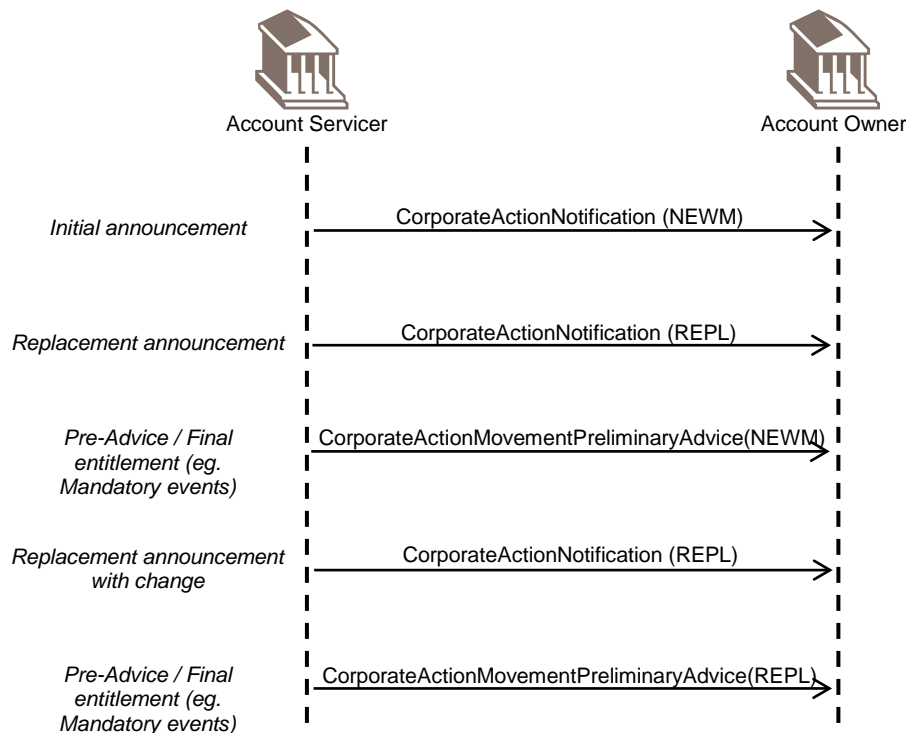 Account Servicer
Account Owner
Initial announcement
CorporateActionNotification (NEWM)
Replacement announcement
CorporateActionNotification (REPL)
Pre-Advice / Final
entitlement (eg.
Mandatory events)
CorporateActionMovementPreliminaryAdvice(NEWM)
Replacement announcement
with change
CorporateActionNotification (REPL)
Pre-Advice / Final
entitlement (eg.
Mandatory events)
CorporateActionMovementPreliminaryAdvice(REPL)